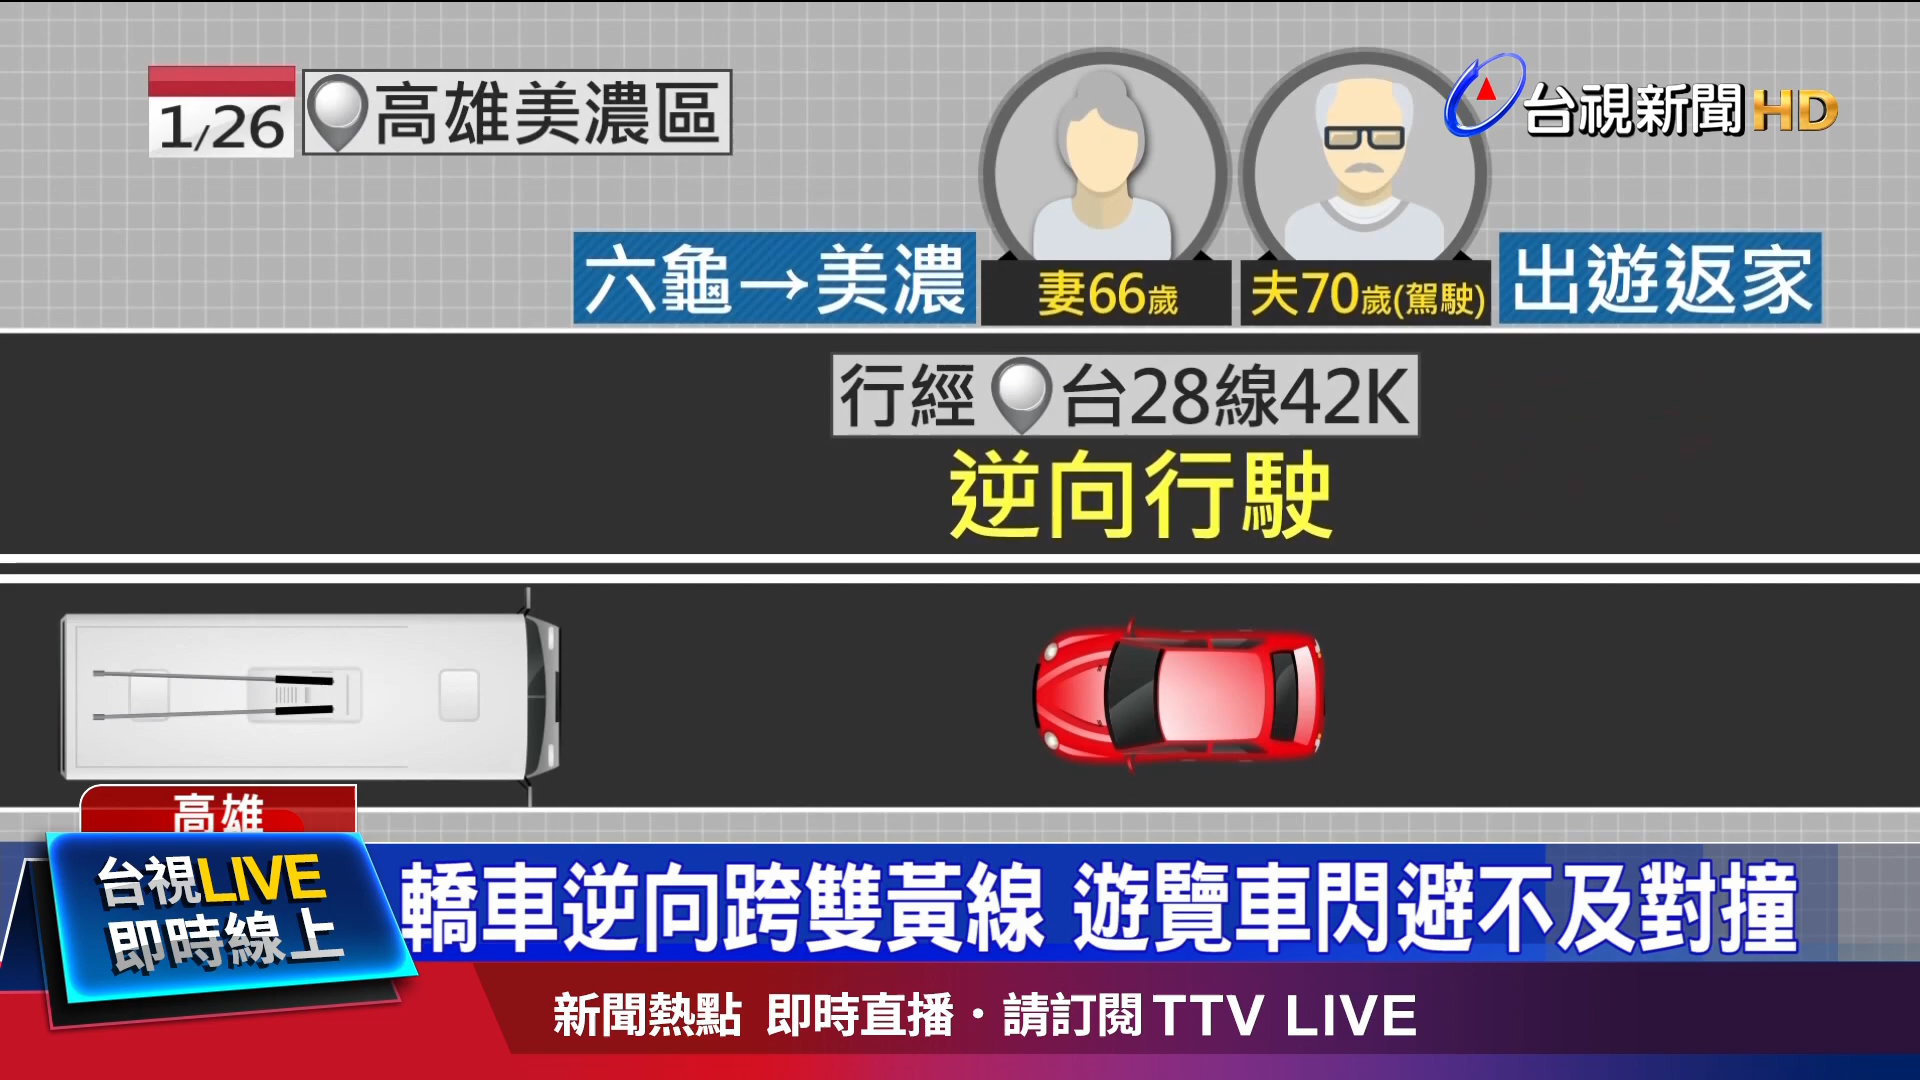 1/26
高雄美濃區
台視新聞HD
六龜→美濃
妻66歲
夫70歲(駕駛)
出遊返家
行經 台28線42K
逆向行駛
高雄
台視LIVE
即時線上
轎車逆向跨雙黃線 遊覽車閃避不及對撞
新聞熱點 即時直播・請訂閱TTV LIVE